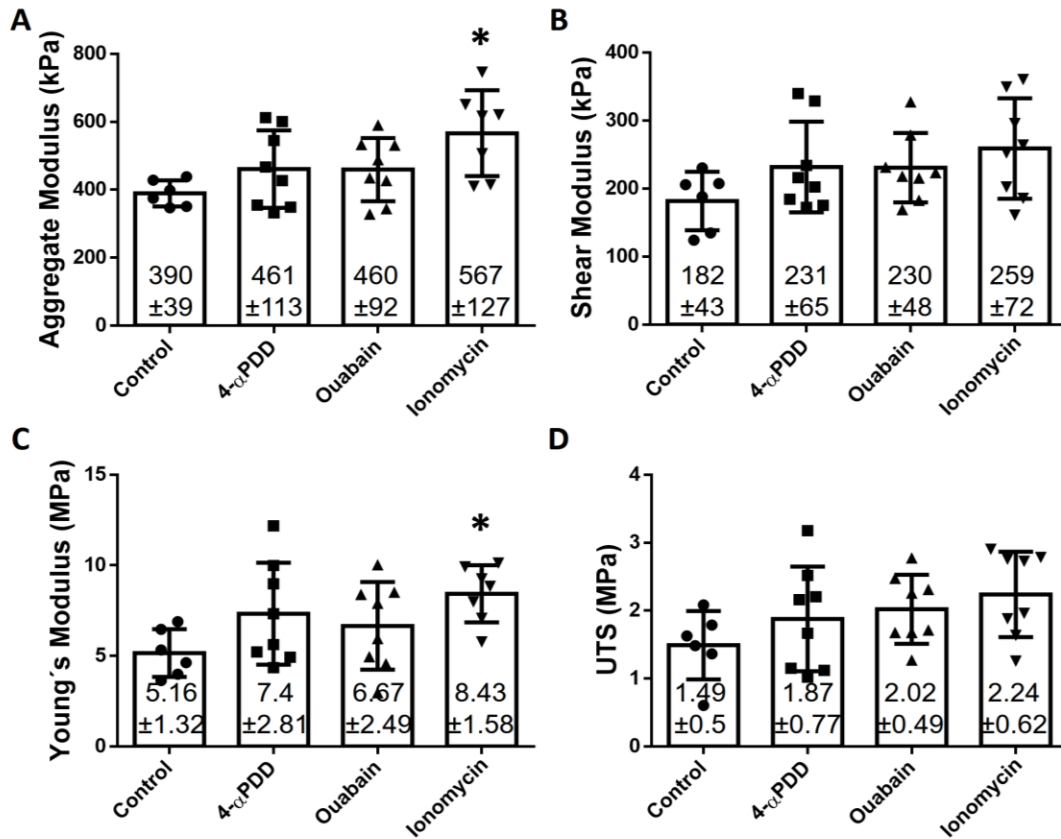 A
Aggregate Modulus (kPa)
800
600
400
200
0
*
390
±39
461
±113
460
±92
567
±127
Control
4-αPDD
Ouabain
Ionomycin
B
Shear Modulus (kPa)
400
300
200
100
0
182
±43
231
±65
230
±48
259
±72
Control
4-αPDD
Ouabain
Ionomycin
C
Young´s Modulus (MPa)
15
10
5
0
*
5.16
±1.32
7.4
±2.81
6.67
±2.49
8.43
±1.58
Control
4-αPDD
Ouabain
Ionomycin
D
UTS (MPa)
4
3
2
1
0
1.49
±0.5
1.87
±0.77
2.02
±0.49
2.24
±0.62
Control
4-αPDD
Ouabain
Ionomycin